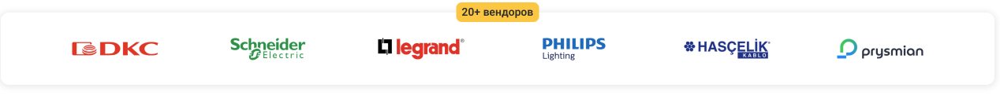 20+ вендоров
DKC
Schneider
Electric
legrand®
PHILIPS
Lighting
HASÇELİK®
KABLO
prysmian